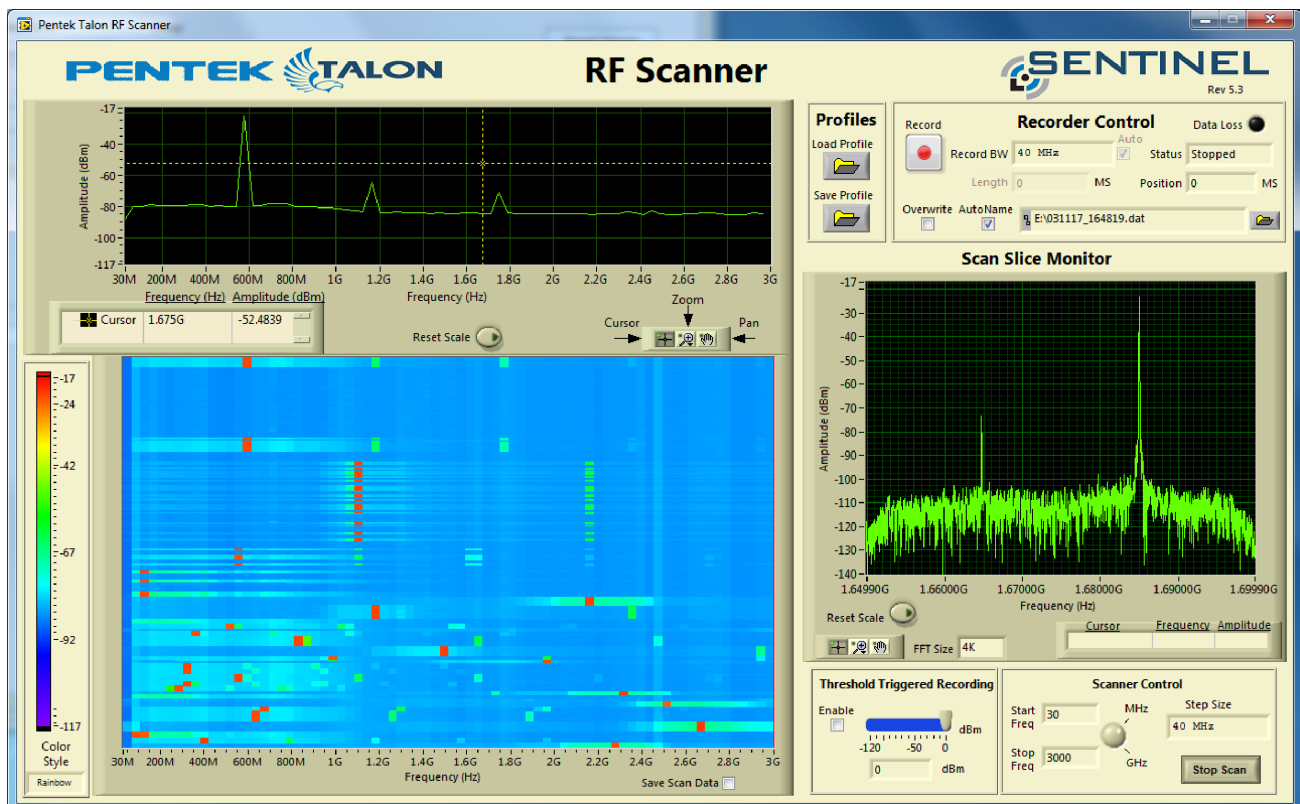 Pentek Talon RF Scanner
PENTEK TALON
RF Scanner
SENTINEL
Rev 5.3
-17
-40
-60
-80
-100
-117
Amplitude (dBm)
30M 200M 400M 600M 800M 1G 1.2G 1.4G 1.6G 1.8G 2G 2.2G 2.4G 2.6G 2.8G 3G
Frequency (Hz)
Frequency (Hz) Amplitude (dBm)
Cursor 1.675G -52.4839
Reset Scale
Zoom
Cursor Pan
Profiles
Load Profile
Save Profile
Recorder Control
Record
Data Loss
Record BW 40 MHz
Auto
Status Stopped
Length 0 MS
Position 0 MS
Overwrite AutoName
E:\031117_164819.dat
Scan Slice Monitor
-17
-30
-40
-50
-60
-70
-80
-90
-100
-110
-120
-130
-140
Amplitude (dBm)
1.64990G 1.66000G 1.67000G 1.68000G 1.69000G 1.69990G
Frequency (Hz)
Reset Scale
FFT Size 4K
Cursor Frequency Amplitude
-17
-24
-42
-67
-92
-117
Color
Style
Rainbow
30M 200M 400M 600M 800M 1G 1.2G 1.4G 1.6G 1.8G 2G 2.2G 2.4G 2.6G 2.8G 3G
Frequency (Hz)
Save Scan Data
Threshold Triggered Recording
Enable
dBm
-120 -50 0
0 dBm
Scanner Control
Start
Freq
30
MHz
Step Size
40 MHz
Stop
Freq
3000
GHz
Stop Scan